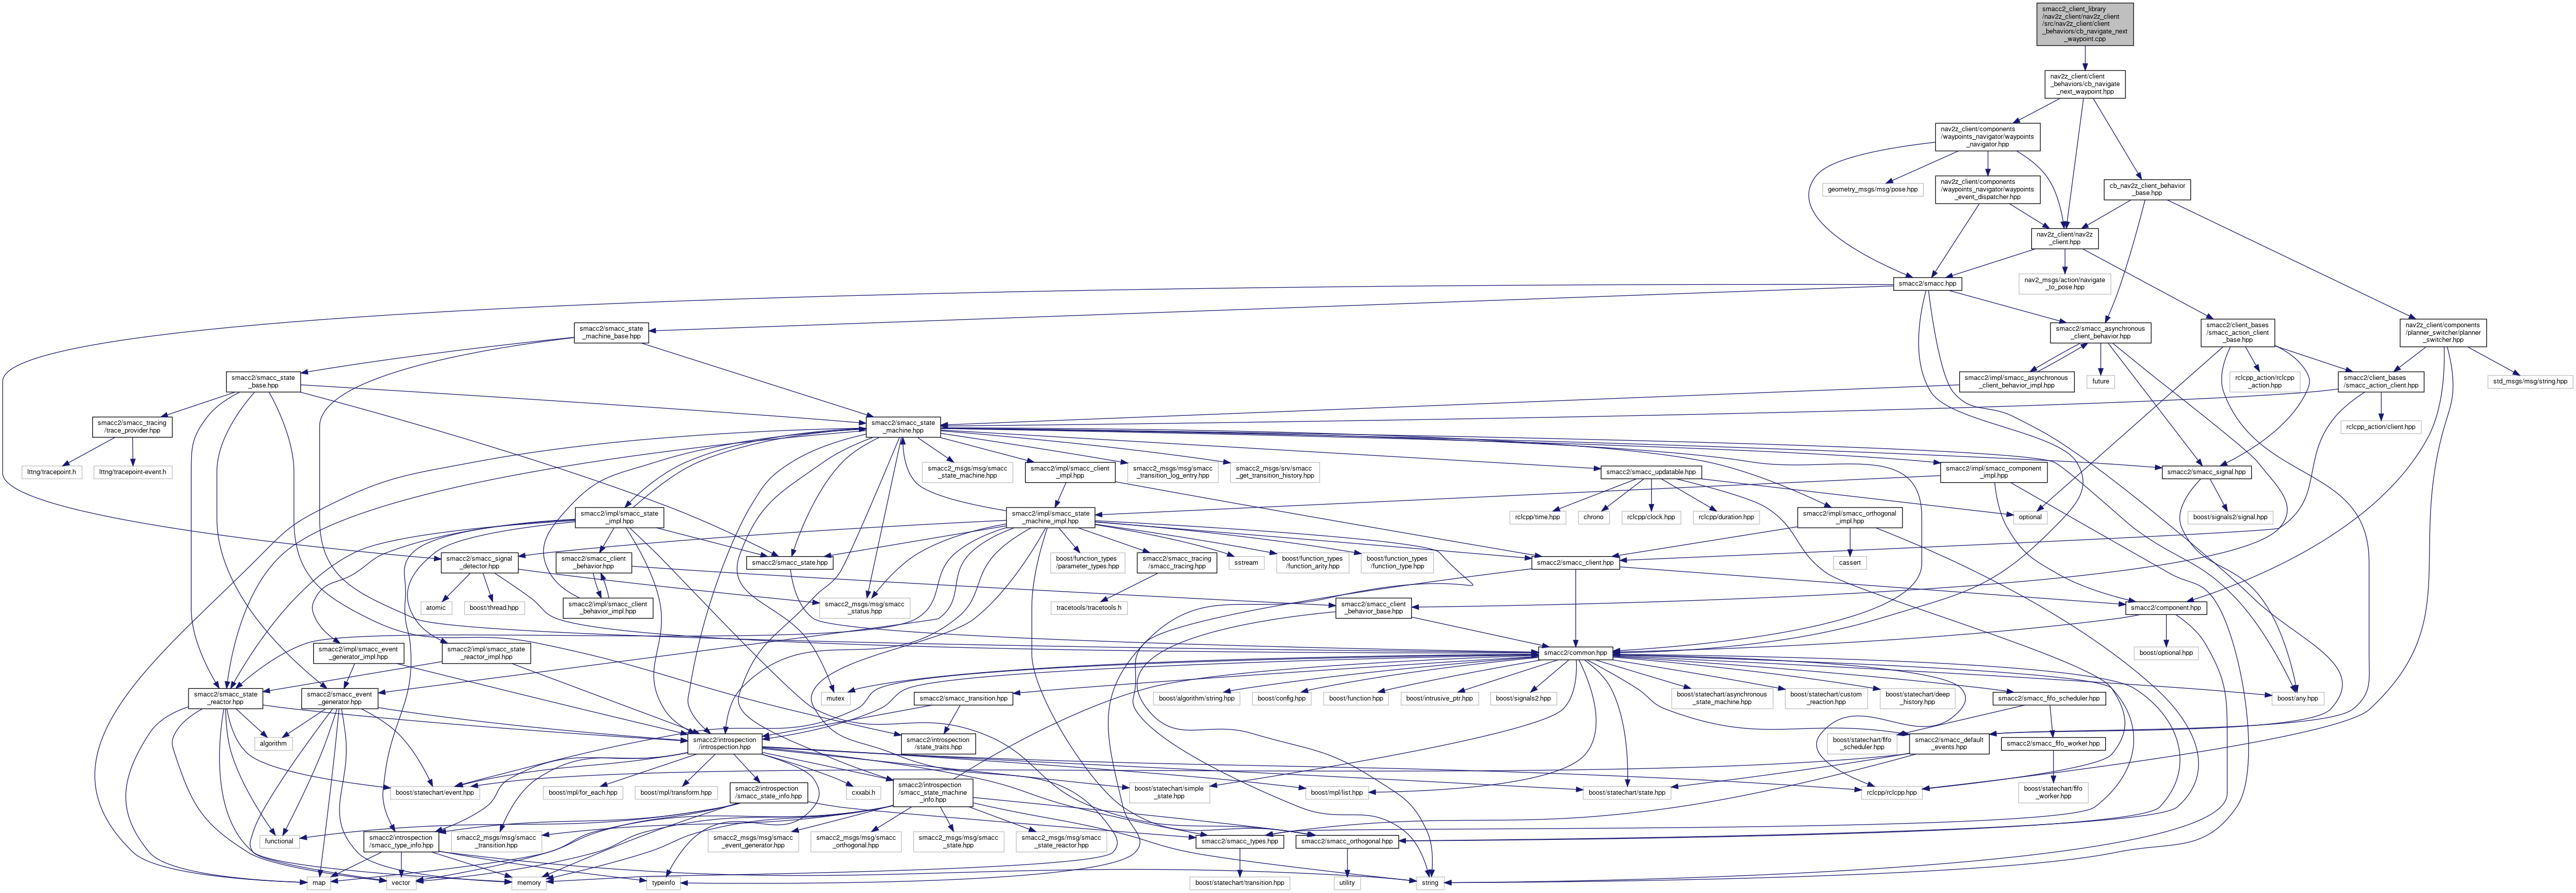 smacc2_client_library
/nav2z_client/nav2z_client
/src/nav2z_client/client
_behaviors/cb_navigate_next
_waypoint.cpp
nav2z_client/client
_behaviors/cb_navigate
_next_waypoint.hpp
nav2z_client/components
/waypoints_navigator/waypoints
_navigator.hpp
geometry_msgs/msg/pose.hpp
nav2z_client/components
/waypoints_navigator/waypoints
_event_dispatcher.hpp
cb_nav2z_client_behavior
_base.hpp
nav2z_client/nav2z
_client.hpp
smacc2/smacc.hpp
nav2_msgs/action/navigate
_to_pose.hpp
smacc2/smacc_state
_machine_base.hpp
smacc2/smacc_asynchronous
_client_behavior.hpp
smacc2/client_bases
/smacc_action_client
_base.hpp
nav2z_client/components
/planner_switcher/planner
_switcher.hpp
smacc2/smacc_state
_base.hpp
smacc2/impl/smacc_asynchronous
_client_behavior_impl.hpp
future
rclcpp_action/rclcpp
_action.hpp
smacc2/client_bases
/smacc_action_client.hpp
std_msgs/msg/string.hpp
smacc2/smacc_tracing
/trace_provider.hpp
smacc2/smacc_state
_machine.hpp
rclcpp_action/client.hpp
lttng/tracepoint.h
lttng/tracepoint-event.h
smacc2_msgs/msg/smacc
_state_machine.hpp
smacc2/impl/smacc_client
_impl.hpp
smacc2_msgs/msg/smacc
_transition_log_entry.hpp
smacc2_msgs/srv/smacc
_get_transition_history.hpp
smacc2/smacc_updatable.hpp
smacc2/impl/smacc_component
_impl.hpp
smacc2/smacc_signal.hpp
smacc2/impl/smacc_state
_impl.hpp
smacc2/impl/smacc_state
_machine_impl.hpp
rclcpp/time.hpp
chrono
rclcpp/clock.hpp
rclcpp/duration.hpp
smacc2/impl/smacc_orthogonal
_impl.hpp
optional
boost/signals2/signal.hpp
smacc2/smacc_signal
_detector.hpp
smacc2/smacc_client
_behavior.hpp
smacc2/smacc_state.hpp
boost/function_types
/parameter_types.hpp
smacc2/smacc_tracing
/smacc_tracing.hpp
sstream
boost/function_types
/function_arity.hpp
boost/function_types
/function_type.hpp
smacc2/smacc_client.hpp
cassert
atomic
boost/thread.hpp
smacc2/impl/smacc_client
_behavior_impl.hpp
smacc2_msgs/msg/smacc
_status.hpp
tracetools/tracetools.h
smacc2/smacc_client
_behavior_base.hpp
smacc2/component.hpp
smacc2/impl/smacc_event
_generator_impl.hpp
smacc2/impl/smacc_state
_reactor_impl.hpp
smacc2/common.hpp
boost/optional.hpp
smacc2/smacc_state
_reactor.hpp
smacc2/smacc_event
_generator.hpp
mutex
smacc2/smacc_transition.hpp
boost/algorithm/string.hpp
boost/config.hpp
boost/function.hpp
boost/intrusive_ptr.hpp
boost/signals2.hpp
boost/statechart/asynchronous
_state_machine.hpp
boost/statechart/custom
_reaction.hpp
boost/statechart/deep
_history.hpp
smacc2/smacc_fifo_scheduler.hpp
boost/any.hpp
algorithm
smacc2/introspection
/introspection.hpp
smacc2/introspection
/state_traits.hpp
boost/statechart/fifo
_scheduler.hpp
smacc2/smacc_default
_events.hpp
smacc2/smacc_fifo_worker.hpp
boost/statechart/event.hpp
boost/mpl/for_each.hpp
boost/mpl/transform.hpp
smacc2/introspection
/smacc_state_info.hpp
cxxabi.h
smacc2/introspection
/smacc_state_machine
_info.hpp
boost/statechart/simple
_state.hpp
boost/mpl/list.hpp
boost/statechart/state.hpp
rclcpp/rclcpp.hpp
boost/statechart/fifo
_worker.hpp
functional
smacc2/introspection
/smacc_type_info.hpp
smacc2_msgs/msg/smacc
_transition.hpp
smacc2_msgs/msg/smacc
_event_generator.hpp
smacc2_msgs/msg/smacc
_orthogonal.hpp
smacc2_msgs/msg/smacc
_state.hpp
smacc2_msgs/msg/smacc
_state_reactor.hpp
smacc2/smacc_types.hpp
smacc2/smacc_orthogonal.hpp
map
vector
memory
typeinfo
boost/statechart/transition.hpp
utility
string